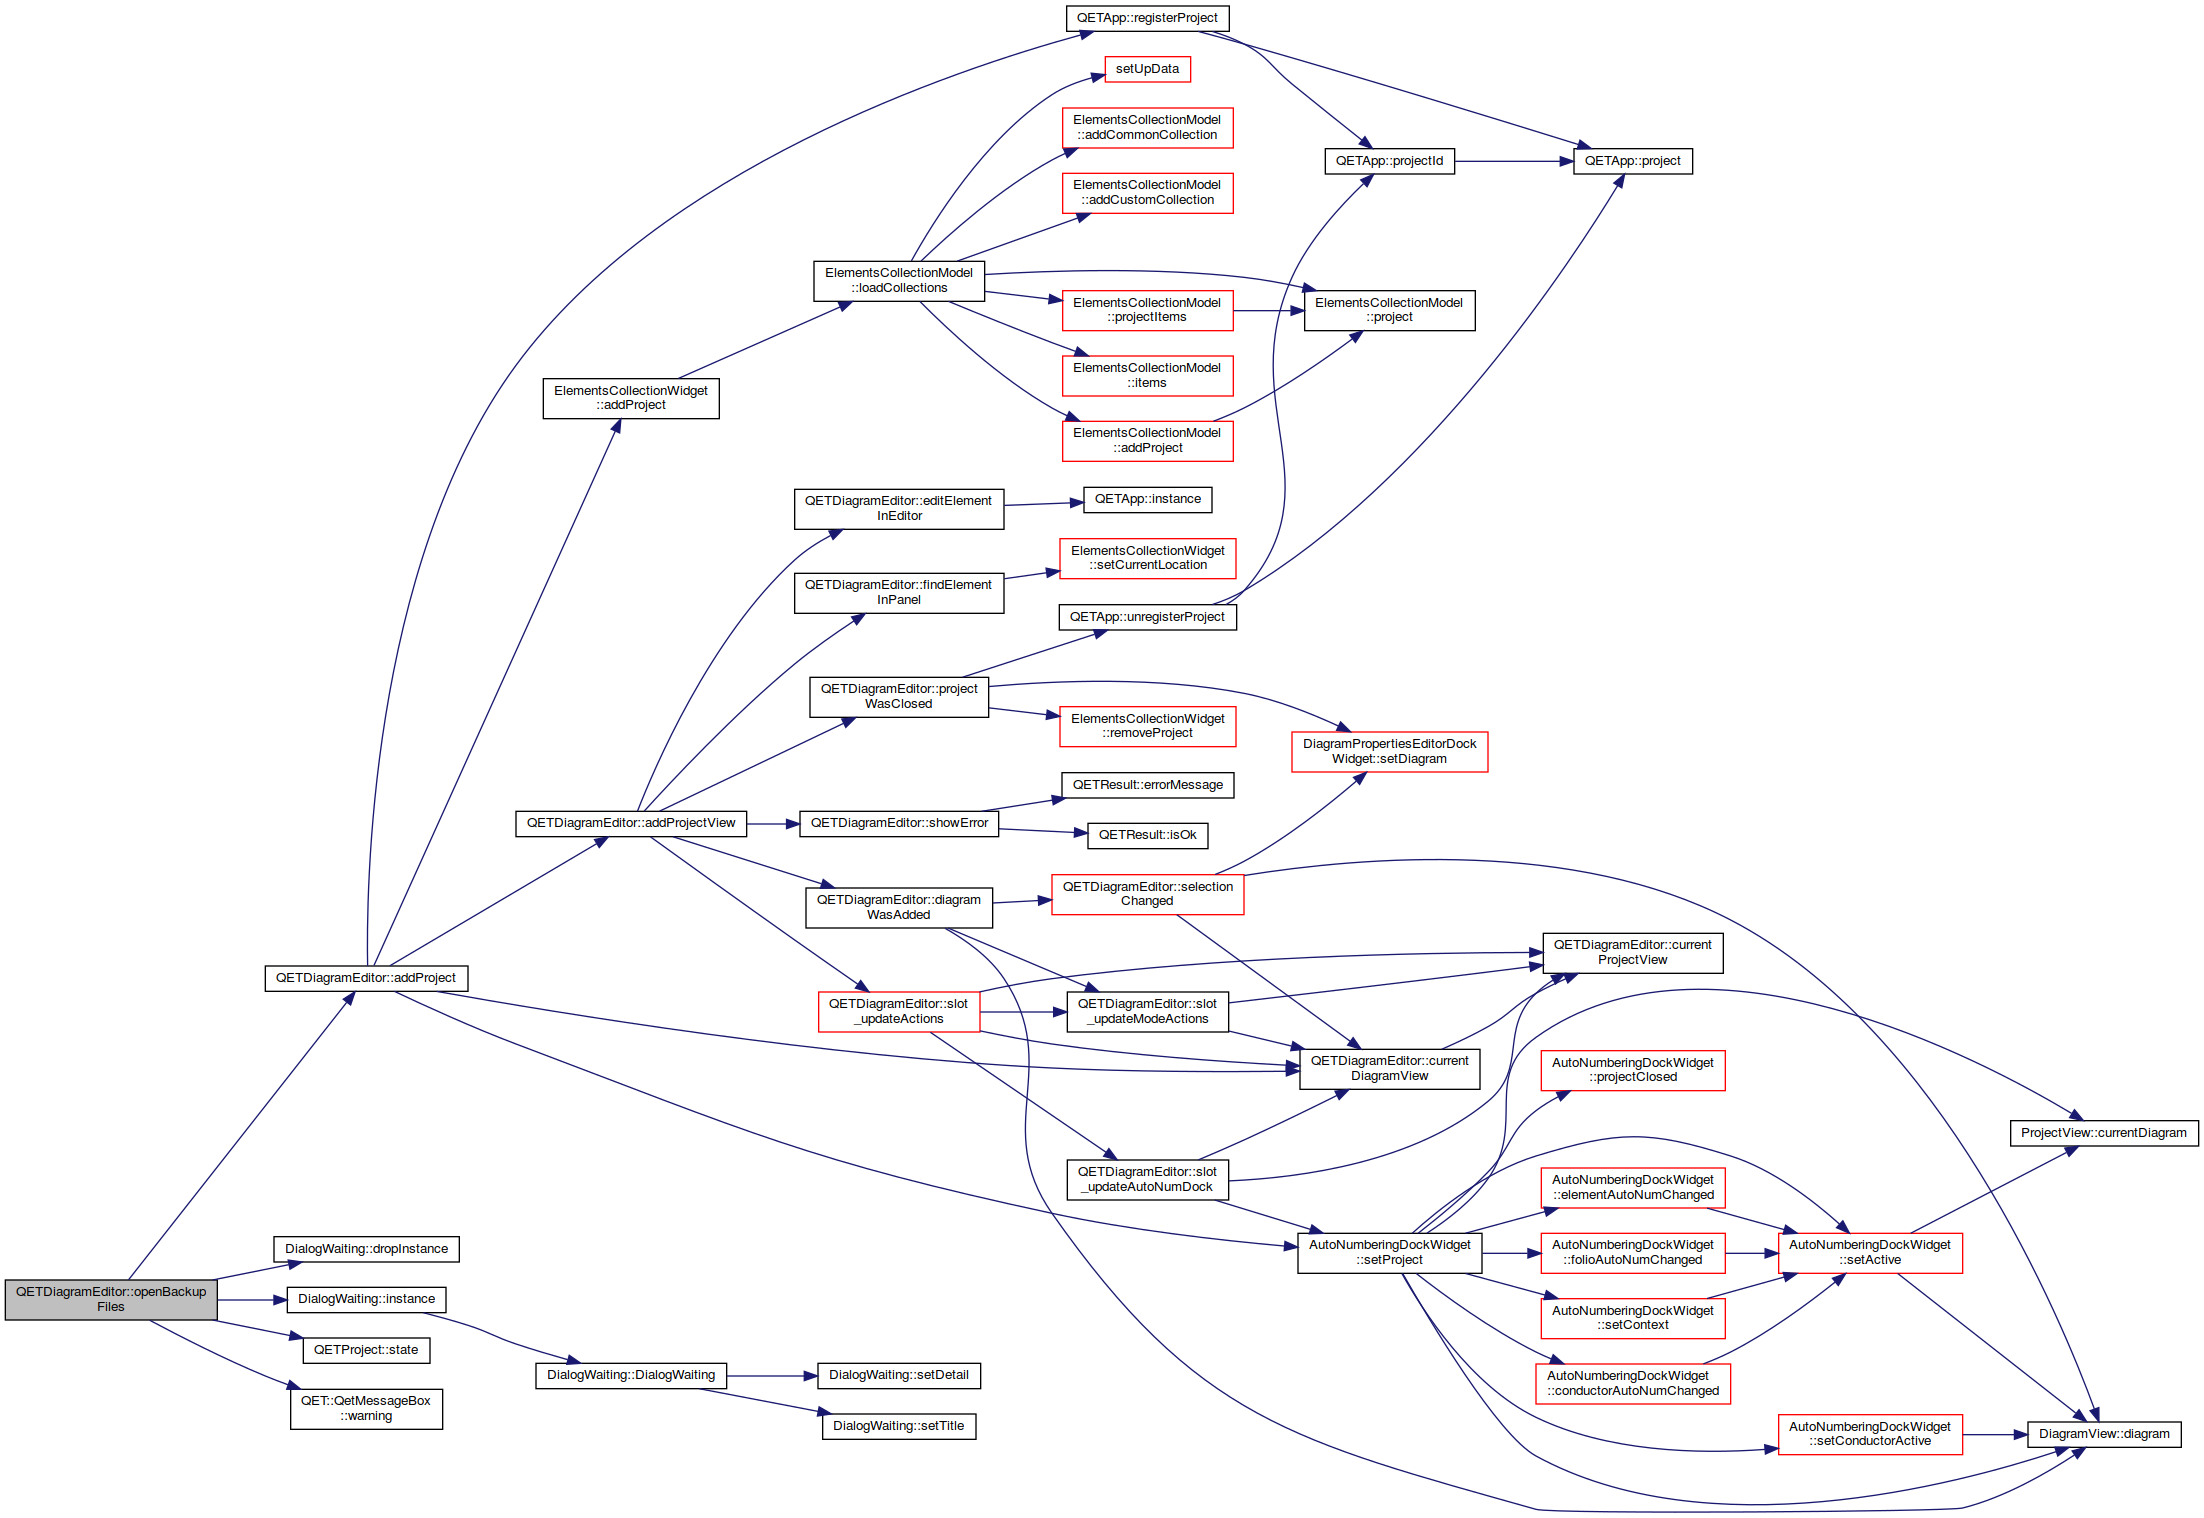 QETApp::registerProject
setUpData
ElementsCollectionModel
::addCommonCollection
QETApp::projectId
QETApp::project
ElementsCollectionModel
::addCustomCollection
ElementsCollectionModel
::loadCollections
ElementsCollectionModel
::projectItems
ElementsCollectionModel
::project
ElementsCollectionModel
::items
ElementsCollectionWidget
::addProject
ElementsCollectionModel
::addProject
QETDiagramEditor::editElement
InEditor
QETApp::instance
ElementsCollectionWidget
::setCurrentLocation
QETDiagramEditor::findElement
InPanel
QETApp::unregisterProject
QETDiagramEditor::project
WasClosed
ElementsCollectionWidget
::removeProject
DiagramPropertiesEditorDock
Widget::setDiagram
QETResult::errorMessage
QETDiagramEditor::addProjectView
QETDiagramEditor::showError
QETResult::isOk
QETDiagramEditor::diagram
WasAdded
QETDiagramEditor::selection
Changed
QETDiagramEditor::current
ProjectView
QETDiagramEditor::addProject
QETDiagramEditor::slot
_updateActions
QETDiagramEditor::slot
_updateModeActions
QETDiagramEditor::current
DiagramView
AutoNumberingDockWidget
::projectClosed
ProjectView::currentDiagram
QETDiagramEditor::slot
_updateAutoNumDock
AutoNumberingDockWidget
::elementAutoNumChanged
DialogWaiting::dropInstance
AutoNumberingDockWidget
::setProject
AutoNumberingDockWidget
::folioAutoNumChanged
AutoNumberingDockWidget
::setActive
QETDiagramEditor::openBackup
Files
DialogWaiting::instance
AutoNumberingDockWidget
::setContext
QETProject::state
DialogWaiting::DialogWaiting
DialogWaiting::setDetail
AutoNumberingDockWidget
::conductorAutoNumChanged
QET::QetMessageBox
::warning
DialogWaiting::setTitle
AutoNumberingDockWidget
::setConductorActive
DiagramView::diagram